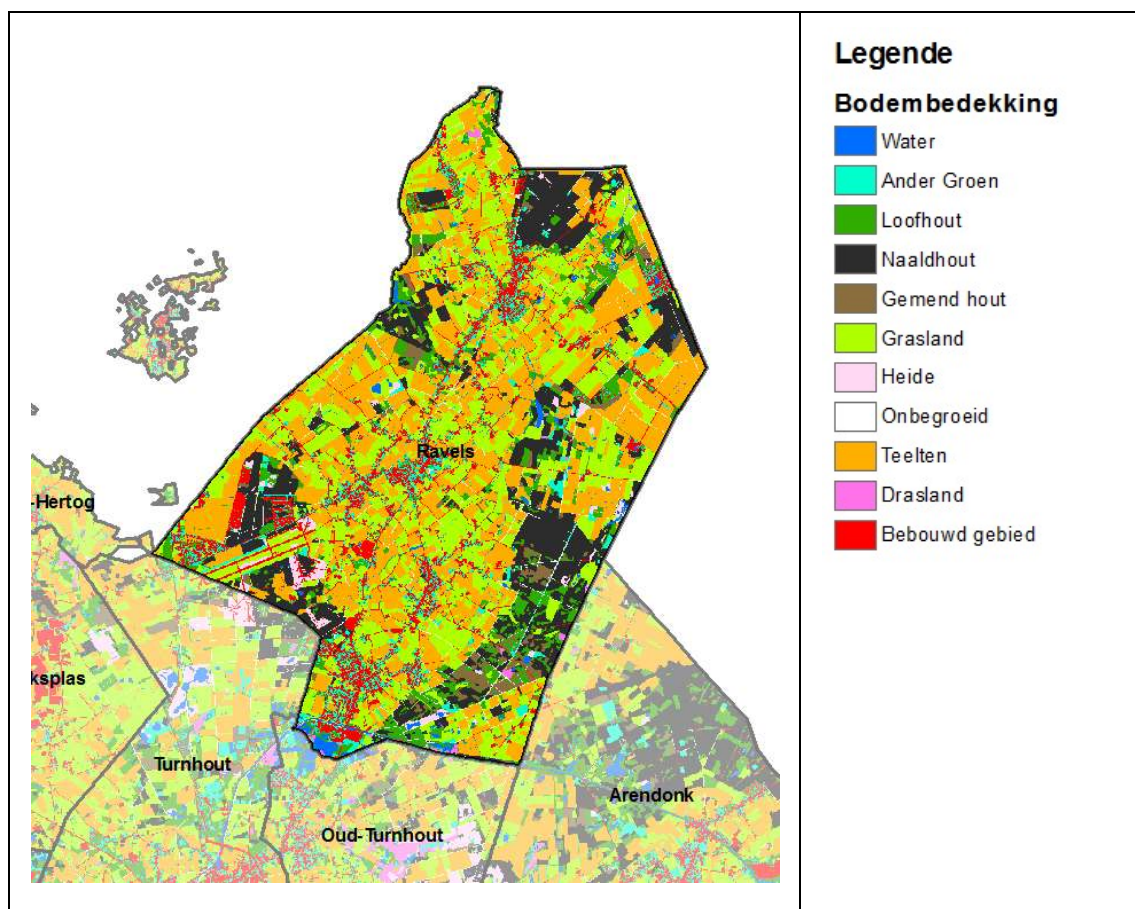 Ravels
-Hertog
ksplas
Turnhout
Arendonk
Oud-Turnhout
Legende
Bodembedekking
Water
Ander Groen
Loofhout
Naaldhout
Gemend hout
Grasland
Heide
Onbegroeid
Teelten
Drasland
Bebouwd gebied